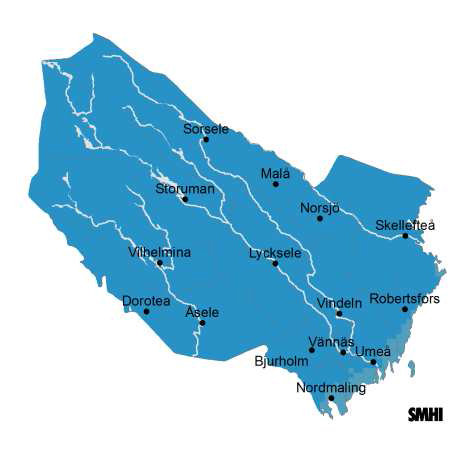 Sorsele
Malå
Storuman
Norsjö
Skellefteå
Vilhelmina
Lycksele
Dorotea
Åsele
Vindeln
Robertsfors
Vännäs
Umeå
Bjurholm
Nordmaling
SMHI